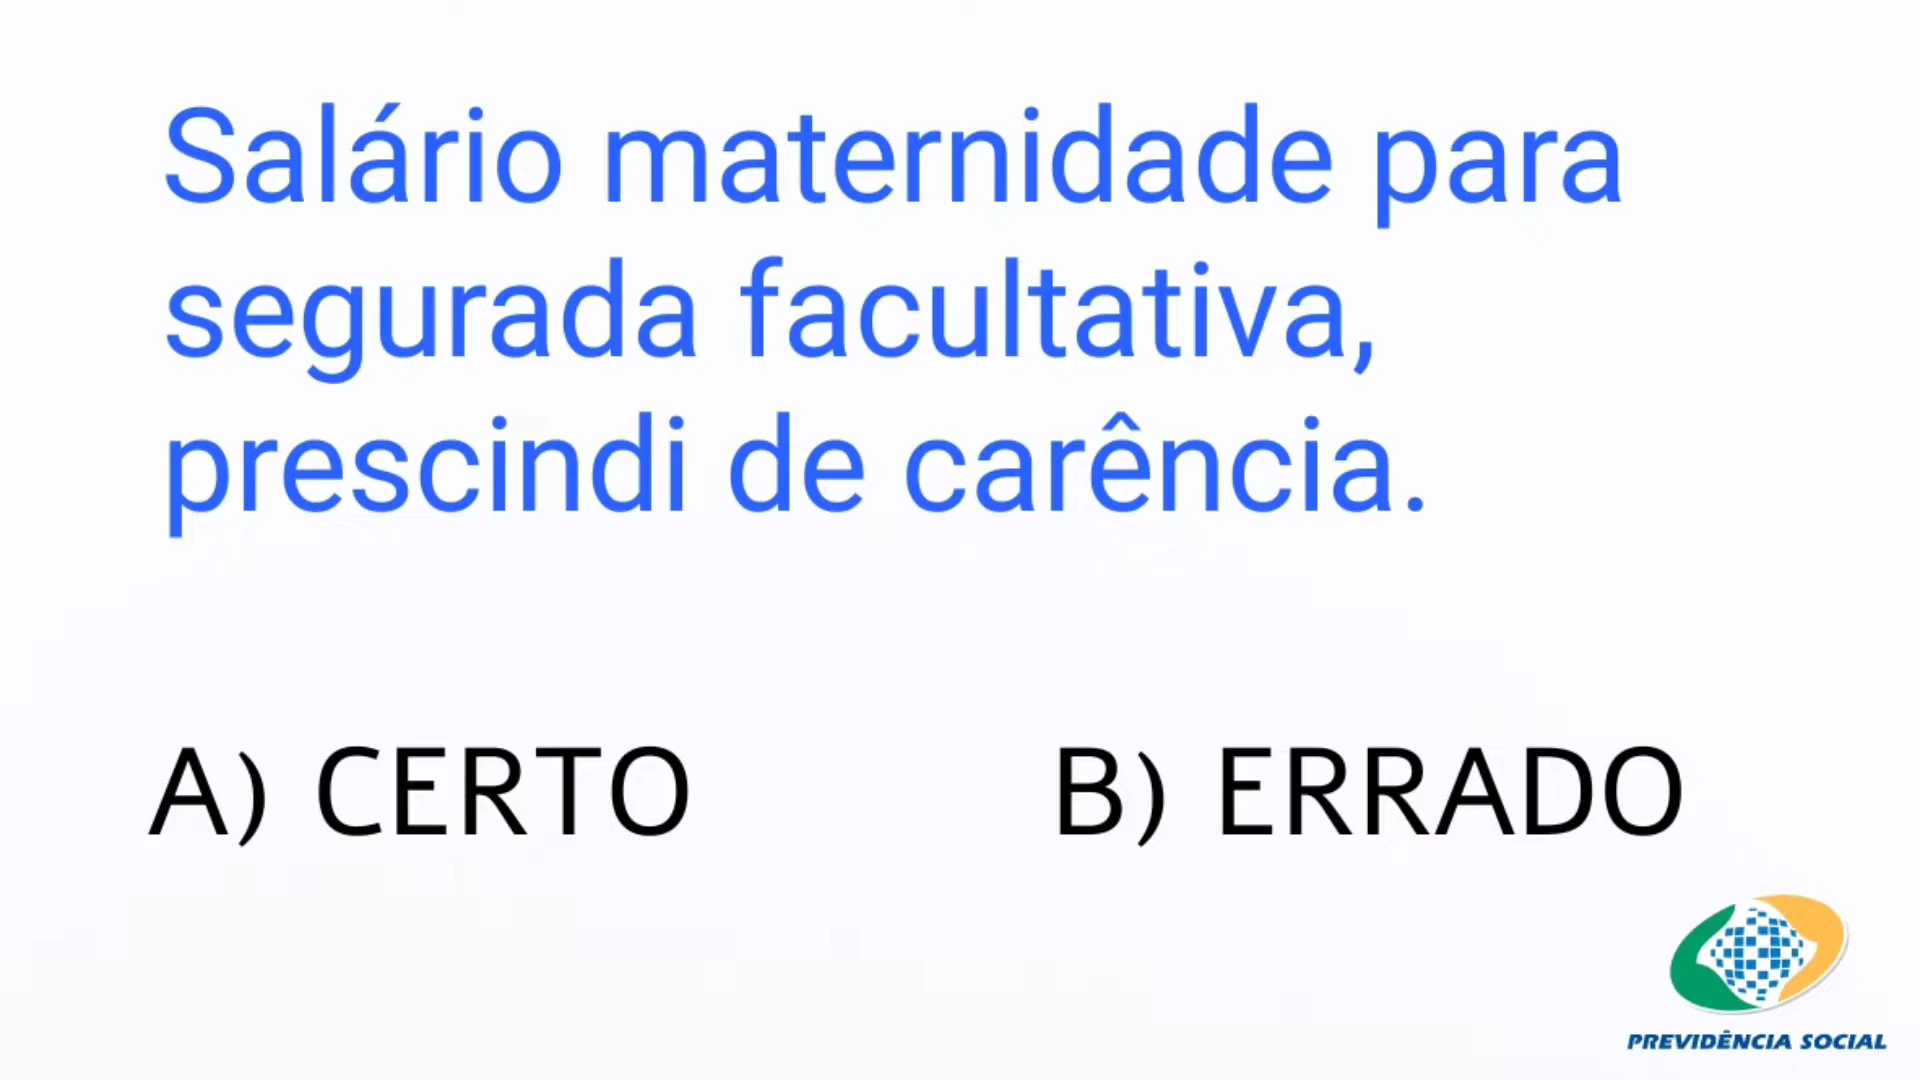 Salário maternidade para
segurada facultativa,
prescindi de carência.
A) CERTO
B) ERRADO
PREVIDÊNCIA SOCIAL